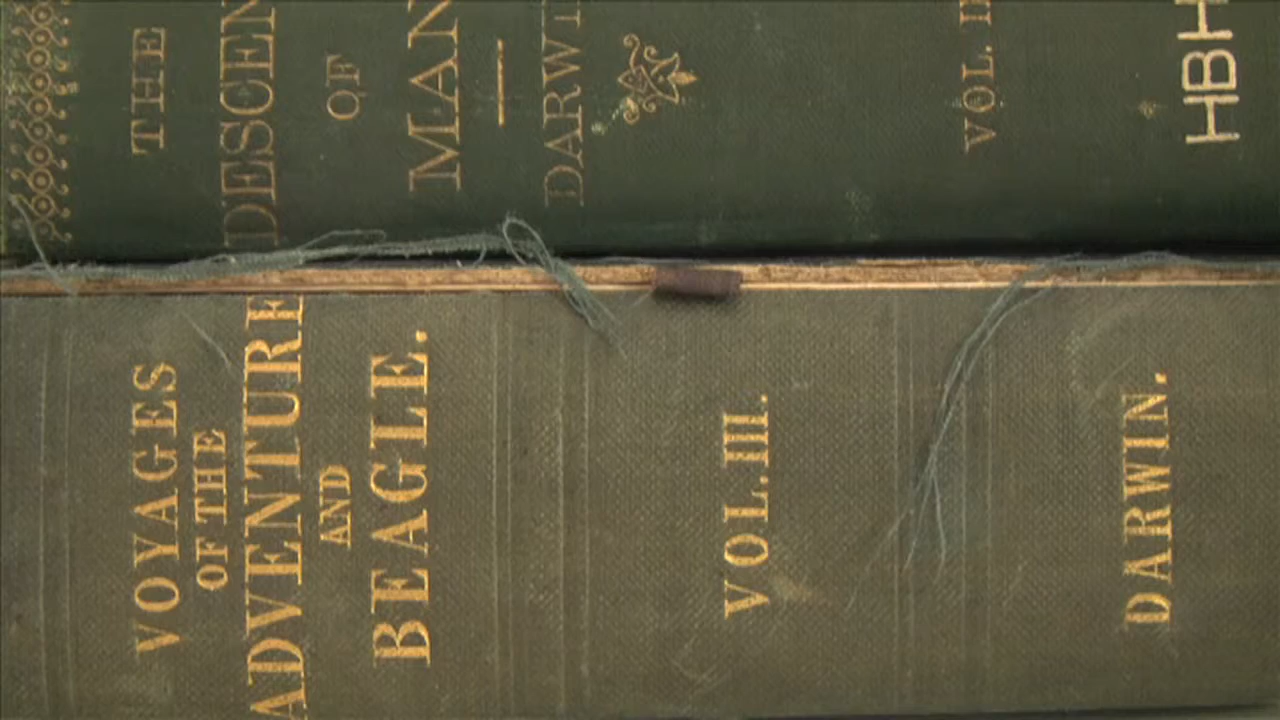 THE
DESCEN
OF
MAN
DARWI
VOL. I
HBH
VOYAGES
OF THE
ADVENTURE
AND
BEAGLE.
VOL.III.
DARWIN.